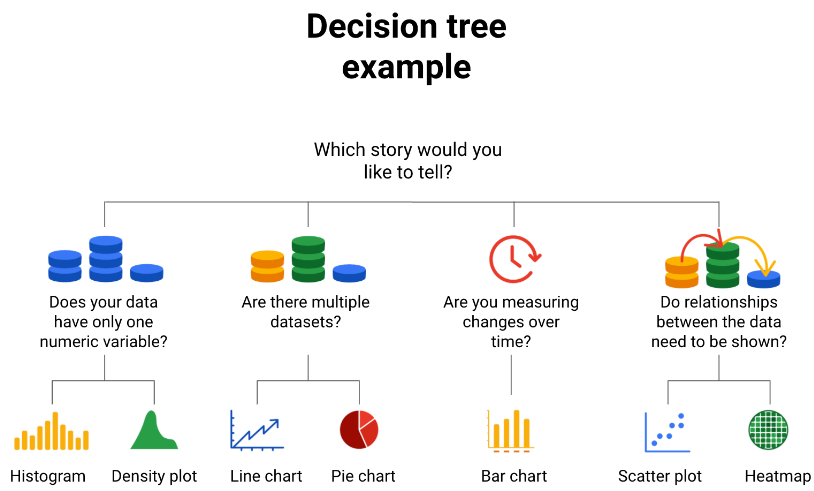 Decision tree
example
Which story would you
like to tell?
Does your data
have only one
numeric variable?
Are there multiple
datasets?
Are you measuring
changes over
time?
Do relationships
between the data
need to be shown?
Histogram
Density plot
Line chart
Pie chart
Bar chart
Scatter plot
Heatmap